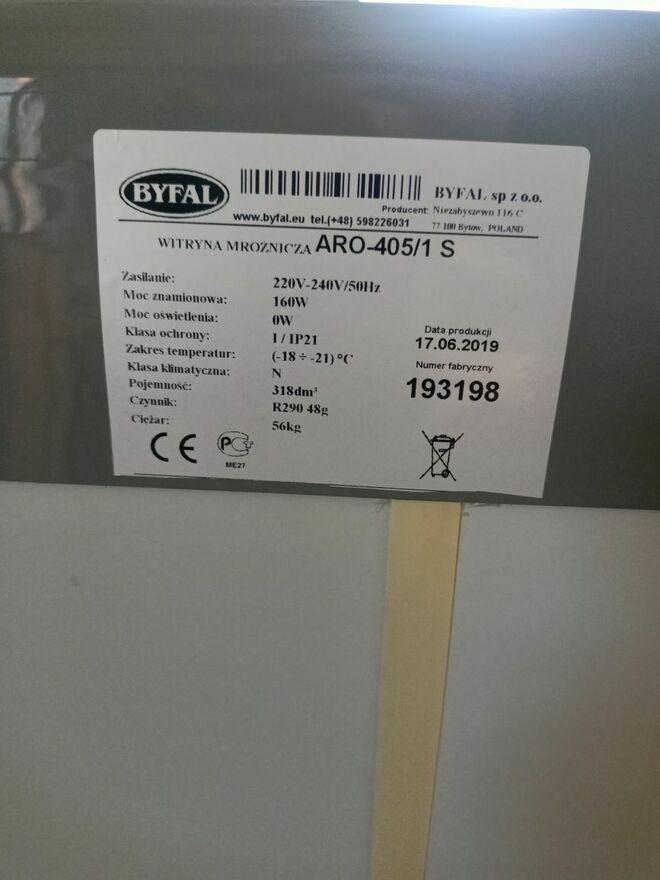 BYFAL
BYFAL sp z o.o.
Producent: Niezabyszewo 116 C
www.byfal.eu tel.(+48) 598226031
77 100 Bytow, POLAND
WITRYNA MROŹNICZA ARO-405/1 S
Zasilanie: 220V-240V/50Hz
Moc znamionowa: 160W
Moc oświetlenia: 0W
Klasa ochrony: I / IP21
Zakres temperatur: (-18 ÷ -21) °C
Klasa klimatyczna: N
Pojemność: 318dm³
Czynnik: R290 48g
Ciężar: 56kg
Data produkcji
17.06.2019
Numer fabryczny
193198
CE
PCT
ME27